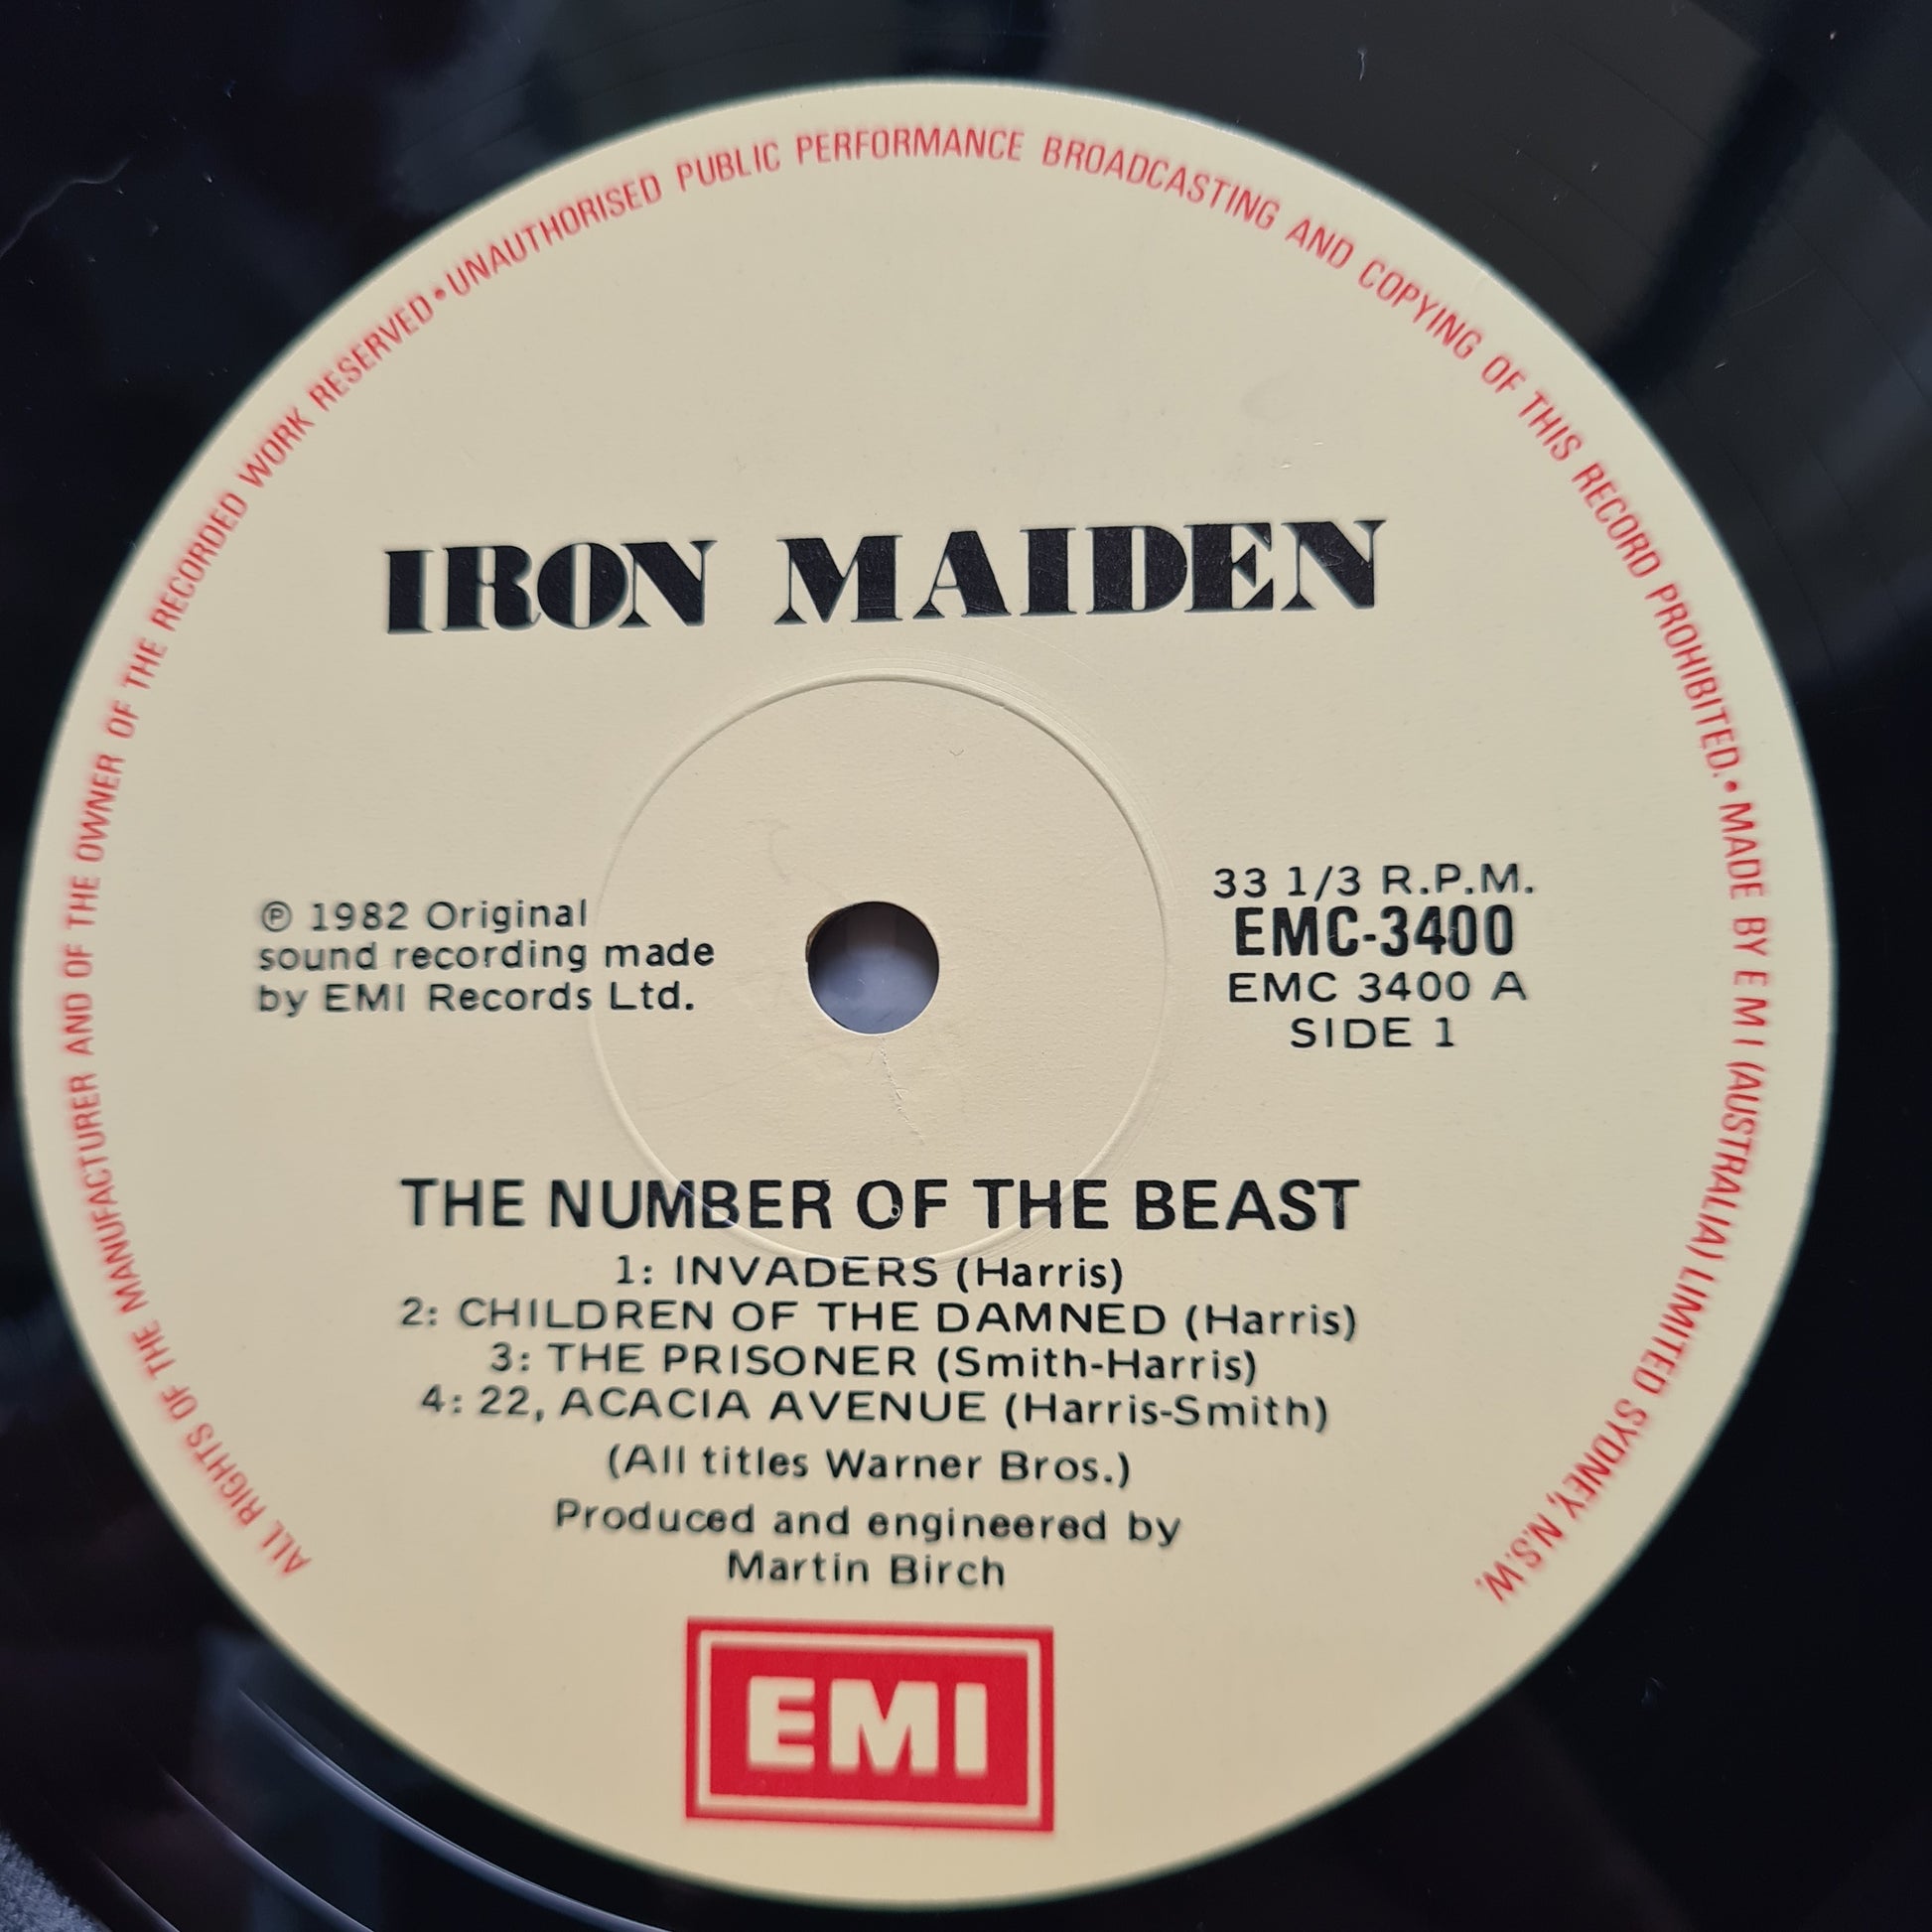 ALL RIGHTS OF THE MANUFACTURER AND OF THE OWNER OF THE RECORDED WORK RESERVED • UNAUTHORISED PUBLIC PERFORMANCE BROADCASTING AND COPYING OF THIS RECORD PROHIBITED. • MADE BY E M I (AUSTRALIA) LIMITED SYDNEY, N.S.W.
IRON MAIDEN
℗ 1982 Original
sound recording made
by EMI Records Ltd.
33 1/3 R.P.M.
EMC-3400
EMC 3400 A
SIDE 1
THE NUMBER OF THE BEAST
1: INVADERS (Harris)
2: CHILDREN OF THE DAMNED (Harris)
3: THE PRISONER (Smith-Harris)
4: 22, ACACIA AVENUE (Harris-Smith)
(All titles Warner Bros.)
Produced and engineered by
Martin Birch
EMI